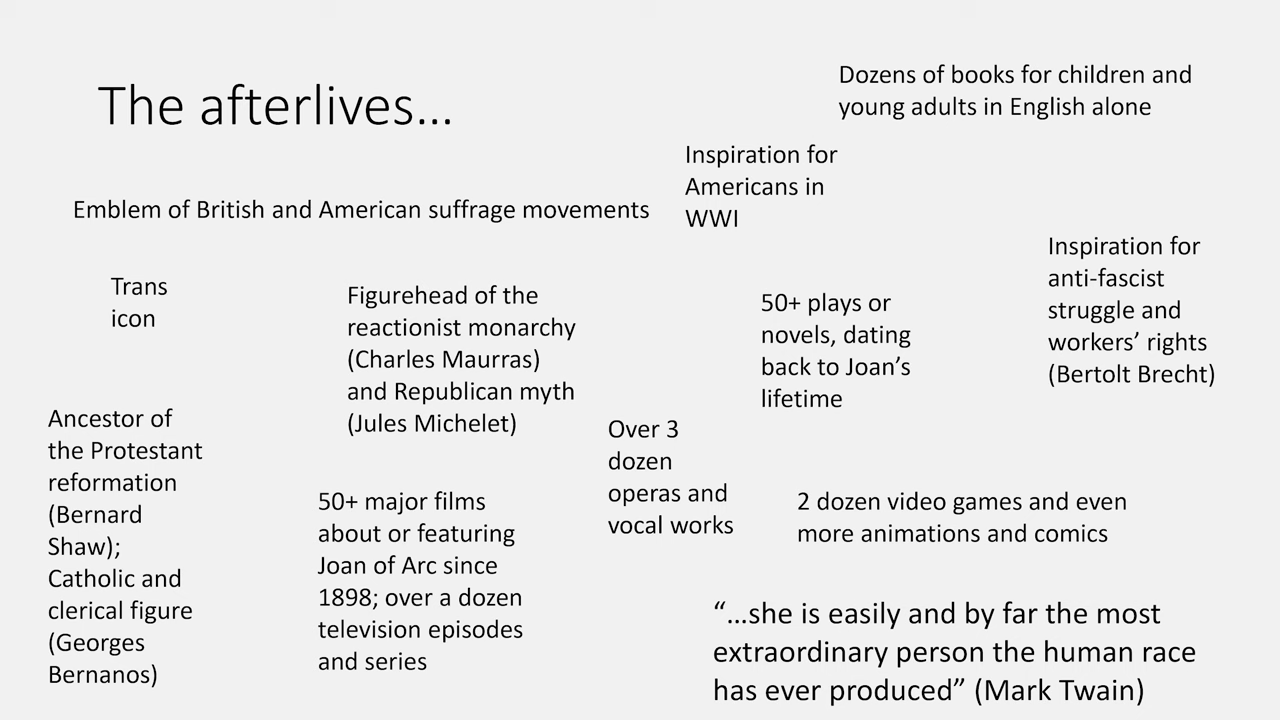 The afterlives...
Dozens of books for children and
young adults in English alone
Inspiration for
Americans in
WWI
Emblem of British and American suffrage movements
Inspiration for
anti-fascist
struggle and
workers’ rights
(Bertolt Brecht)
Trans
icon
Figurehead of the
reactionist monarchy
(Charles Maurras)
and Republican myth
(Jules Michelet)
50+ plays or
novels, dating
back to Joan’s
lifetime
Ancestor of
the Protestant
reformation
(Bernard
Shaw);
Catholic and
clerical figure
(Georges
Bernanos)
50+ major films
about or featuring
Joan of Arc since
1898; over a dozen
television episodes
and series
Over 3
dozen
operas and
vocal works
2 dozen video games and even
more animations and comics
“...she is easily and by far the most
extraordinary person the human race
has ever produced” (Mark Twain)